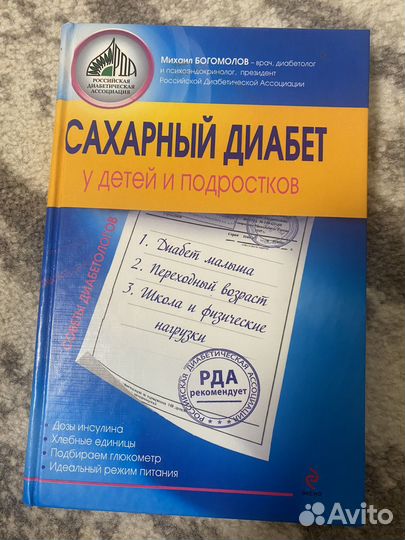 Михаил БОГОМОЛОВ – врач, диабетолог
и психоэндокринолог, президент
Российской Диабетической Ассоциации
РДА
РОССИЙСКАЯ
ДИАБЕТИЧЕСКАЯ
АССОЦИАЦИЯ
САХАРНЫЙ ДИАБЕТ
у детей и подростков
СОВЕТЫ ДИАБЕТОЛОГОВ
1. Диабет малыша
2. Переходный возраст
3. Школа и физические
нагрузки
РОССИЙСКАЯ ДИАБЕТИЧЕСКАЯ АССОЦИАЦИЯ
РДА
рекомендует
• Дозы инсулина
• Хлебные единицы
• Подбираем глюкометр
• Идеальный режим питания
ЭКСМО
Avito